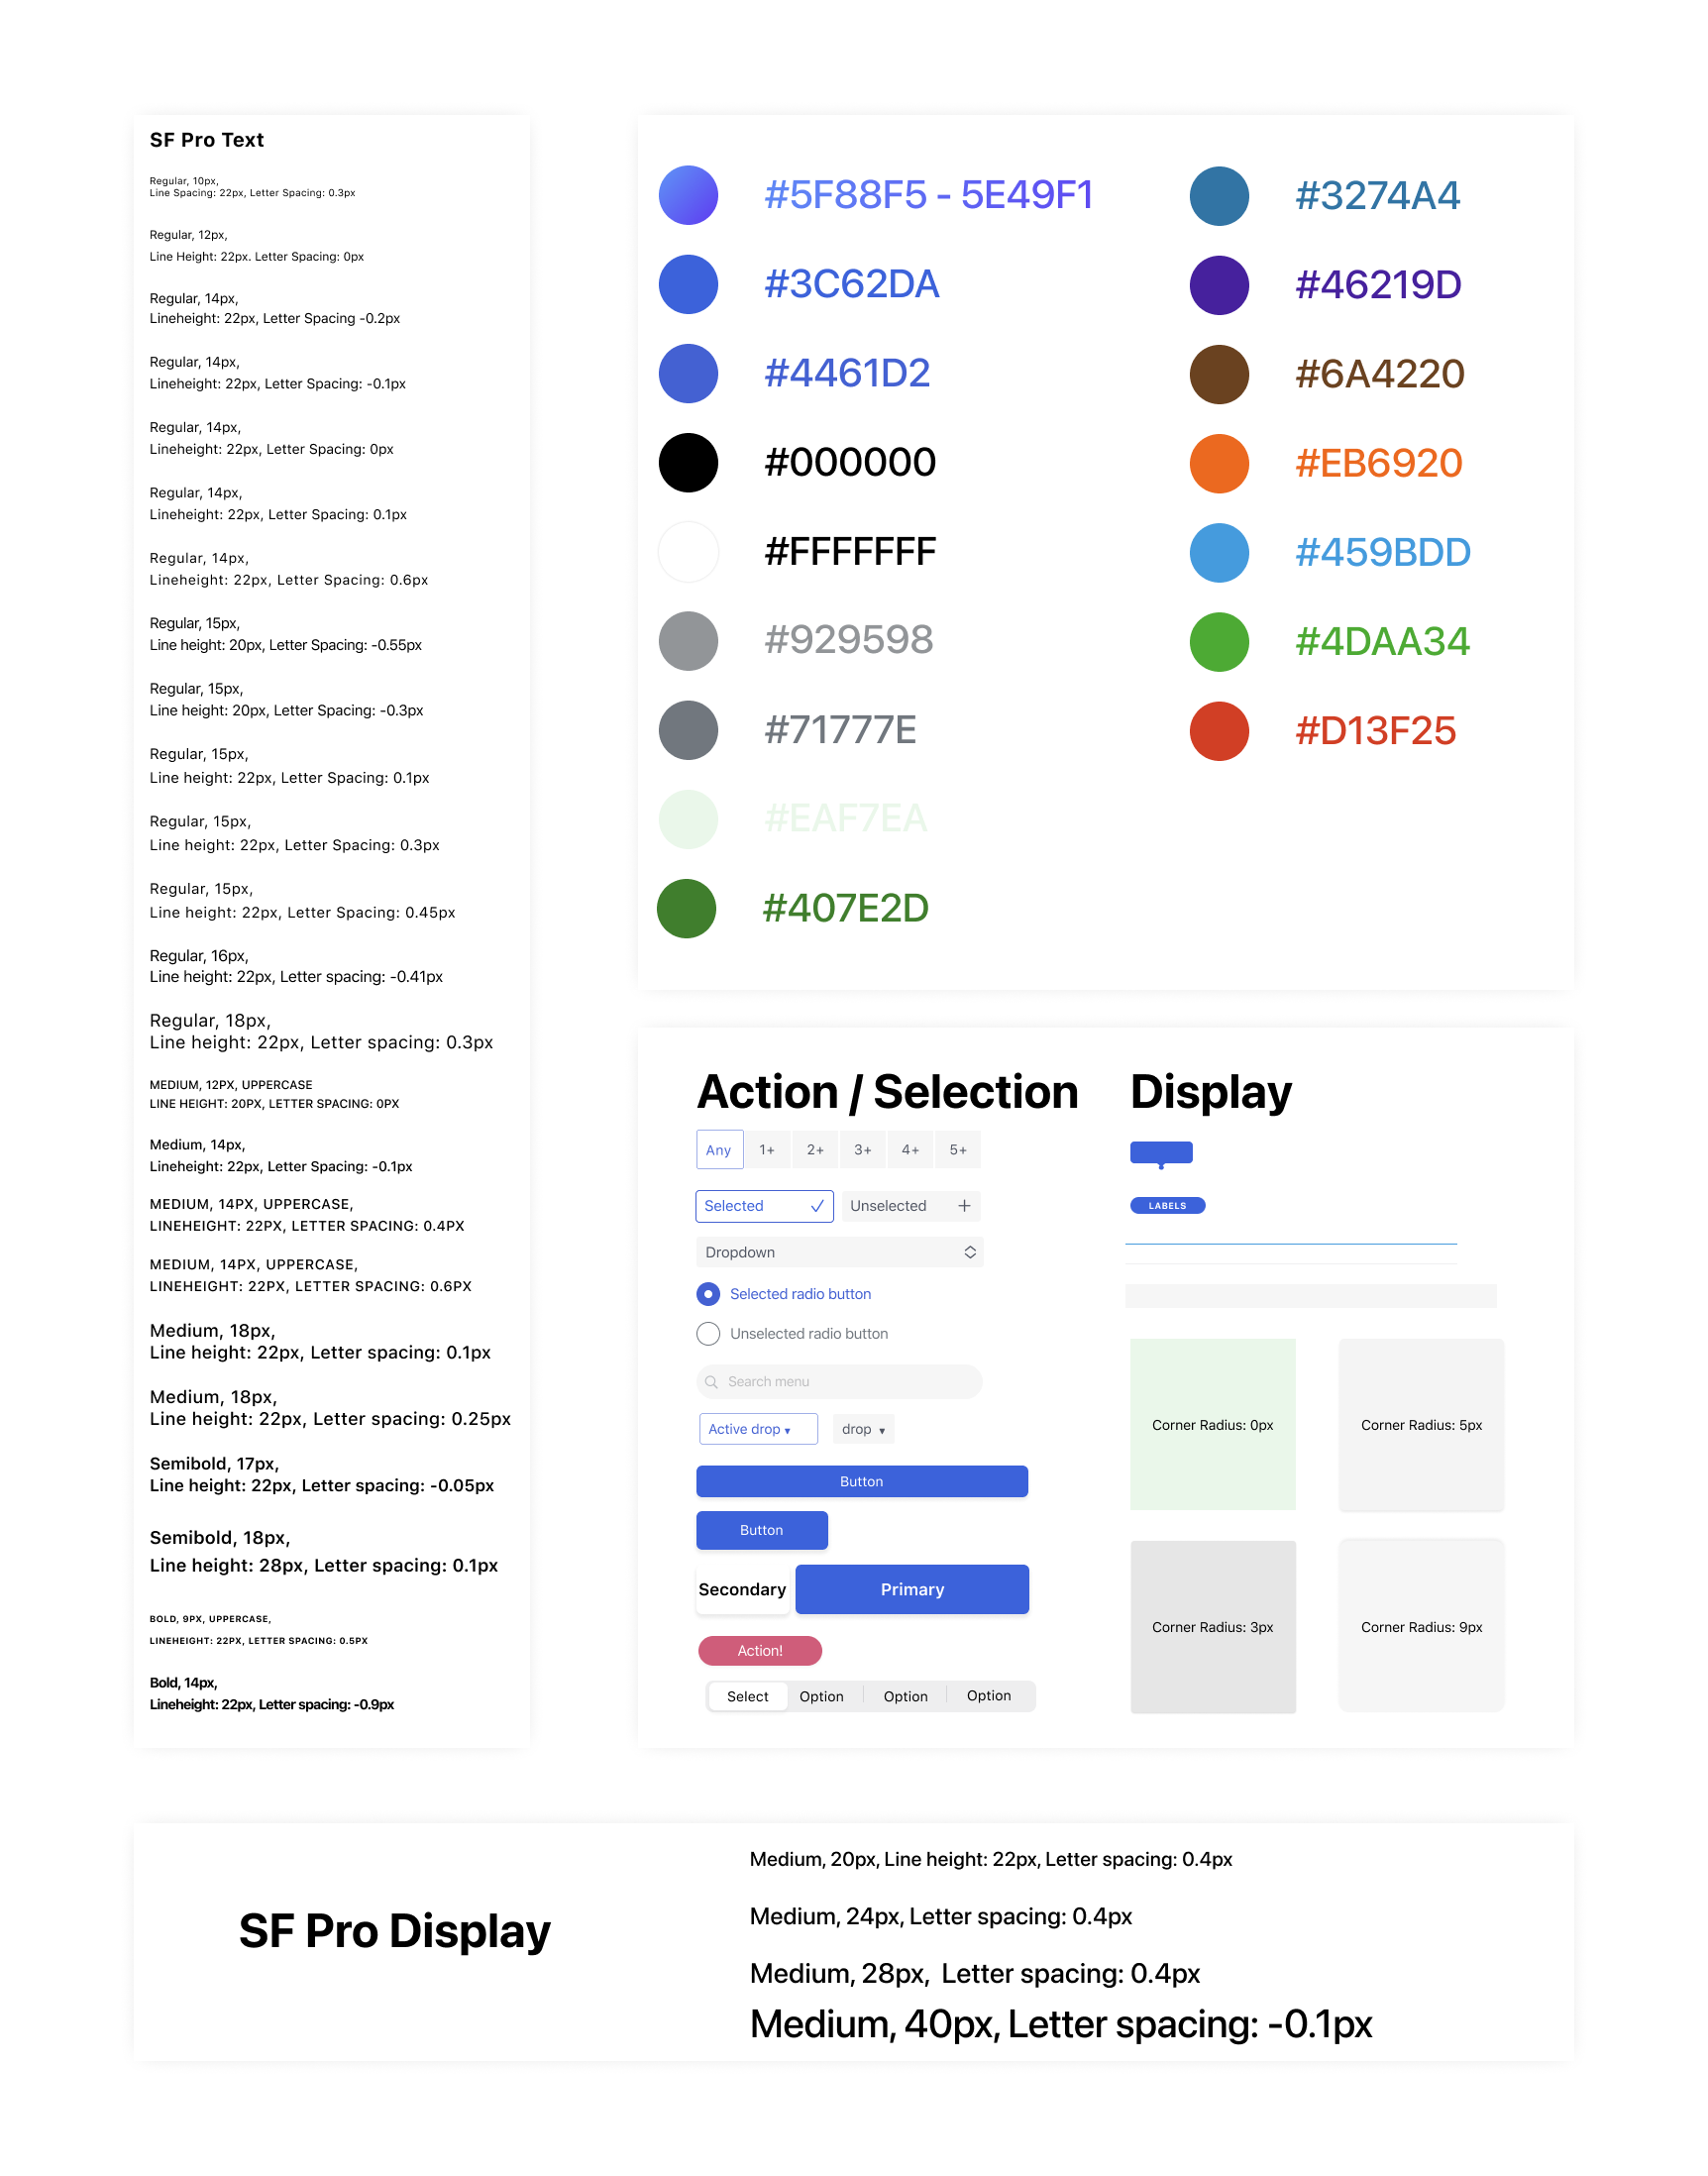 SF Pro Text
Regular, 10px,
Line Spacing: 22px, Letter Spacing: 0.3px
Regular, 12px,
Line Height: 22px. Letter Spacing: 0px
Regular, 14px,
Lineheight: 22px, Letter Spacing -0.2px
Regular, 14px,
Lineheight: 22px, Letter Spacing: -0.1px
Regular, 14px,
Lineheight: 22px, Letter Spacing: 0px
Regular, 14px,
Lineheight: 22px, Letter Spacing: 0.1px
Regular, 14px,
Lineheight: 22px, Letter Spacing: 0.6px
Regular, 15px,
Line height: 20px, Letter Spacing: -0.55px
Regular, 15px,
Line height: 20px, Letter Spacing: -0.3px
Regular, 15px,
Line height: 22px, Letter Spacing: 0.1px
Regular, 15px,
Line height: 22px, Letter Spacing: 0.3px
Regular, 15px,
Line height: 22px, Letter Spacing: 0.45px
Regular, 16px,
Line height: 22px, Letter spacing: -0.41px
Regular, 18px,
Line height: 22px, Letter spacing: 0.3px
MEDIUM, 12PX, UPPERCASE
LINE HEIGHT: 20PX, LETTER SPACING: 0PX
Medium, 14px,
Lineheight: 22px, Letter Spacing: -0.1px
MEDIUM, 14PX, UPPERCASE,
LINEHEIGHT: 22PX, LETTER SPACING: 0.4PX
MEDIUM, 14PX, UPPERCASE,
LINEHEIGHT: 22PX, LETTER SPACING: 0.6PX
Medium, 18px,
Line height: 22px, Letter spacing: 0.1px
Medium, 18px,
Line height: 22px, Letter spacing: 0.25px
Semibold, 17px,
Line height: 22px, Letter spacing: -0.05px
Semibold, 18px,
Line height: 28px, Letter spacing: 0.1px
BOLD, 9PX, UPPERCASE,
LINEHEIGHT: 22PX, LETTER SPACING: 0.5PX
Bold, 14px,
Lineheight: 22px, Letter spacing: -0.9px
#5F88F5 - 5E49F1
#3C62DA
#4461D2
#000000
#FFFFFFF
#929598
#71777E
#EAF7EA
#407E2D
#3274A4
#46219D
#6A4220
#EB6920
#459BDD
#4DAA34
#D13F25
Action / Selection
Any 1+ 2+ 3+ 4+ 5+
Selected Unselected
Dropdown
Selected radio button
Unselected radio button
Search menu
Active drop ▾ drop ▾
Button
Button
Secondary Primary
Action!
Select Option Option Option
Display
LABELS
Corner Radius: 0px Corner Radius: 5px
Corner Radius: 3px Corner Radius: 9px
SF Pro Display
Medium, 20px, Line height: 22px, Letter spacing: 0.4px
Medium, 24px, Letter spacing: 0.4px
Medium, 28px, Letter spacing: 0.4px
Medium, 40px, Letter spacing: -0.1px